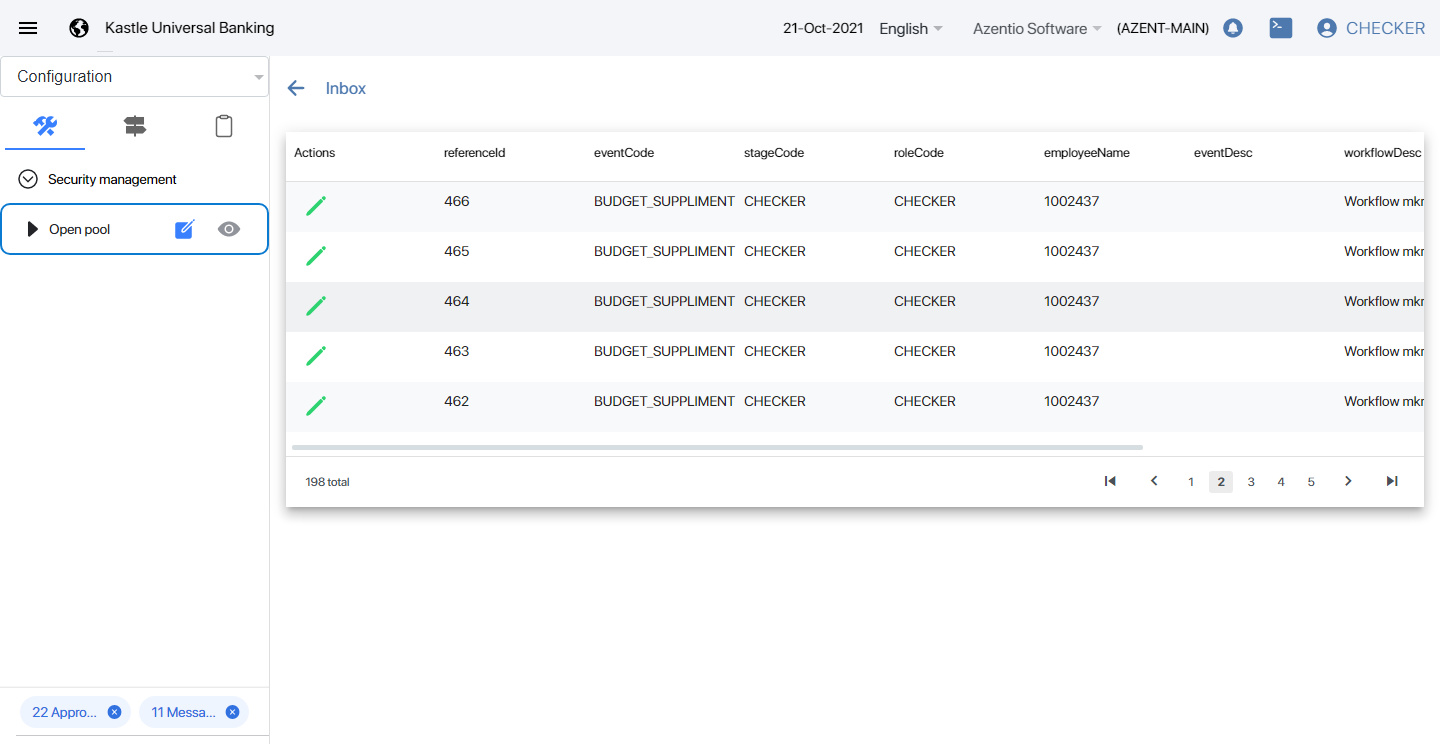 Kastle Universal Banking 21-Oct-2021 English Azentio Software (AZENT-MAIN) CHECKER
Configuration
Security management
Open pool
Inbox
Actions referenceId eventCode stageCode roleCode employeeName eventDesc workflowDesc
466 BUDGET_SUPPLIMENT CHECKER CHECKER 1002437 Workflow mkr
465 BUDGET_SUPPLIMENT CHECKER CHECKER 1002437 Workflow mkr
464 BUDGET_SUPPLIMENT CHECKER CHECKER 1002437 Workflow mkr
463 BUDGET_SUPPLIMENT CHECKER CHECKER 1002437 Workflow mkr
462 BUDGET_SUPPLIMENT CHECKER CHECKER 1002437 Workflow mkr
198 total 1 2 3 4 5
22 Appro... 11 Messa...